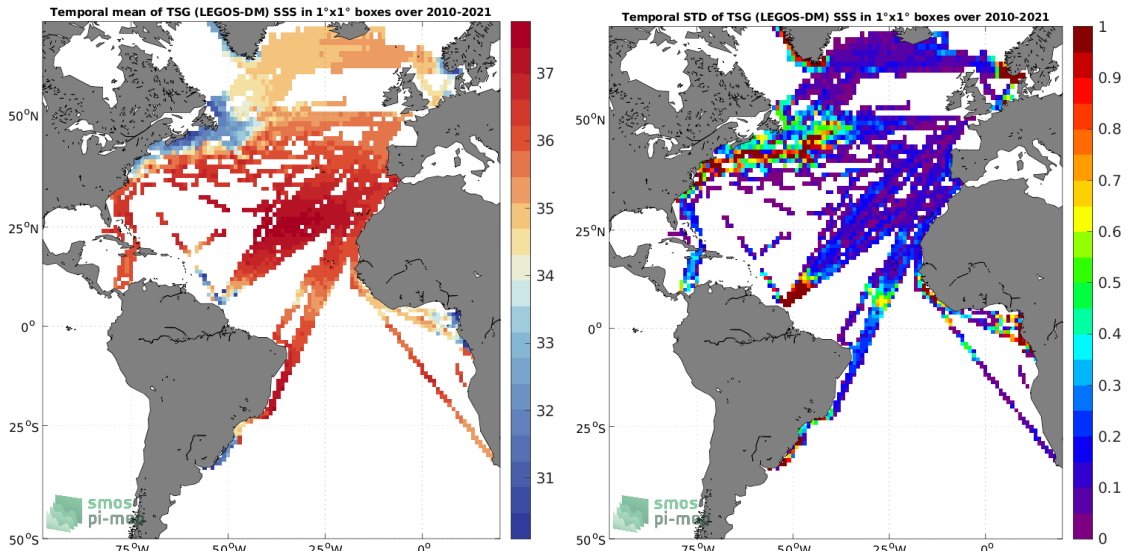 Temporal mean of TSG (LEGOS-DM) SSS in 1°x1° boxes over 2010-2021
50°N
25°N
0°
25°S
50°S
75°W
50°W
25°W
0°
37
36
35
34
33
32
31
smos
pi-mep
Temporal STD of TSG (LEGOS-DM) SSS in 1°x1° boxes over 2010-2021
50°N
25°N
0°
25°S
50°S
75°W
50°W
25°W
0°
1
0.9
0.8
0.7
0.6
0.5
0.4
0.3
0.2
0.1
0
smos
pi-mep